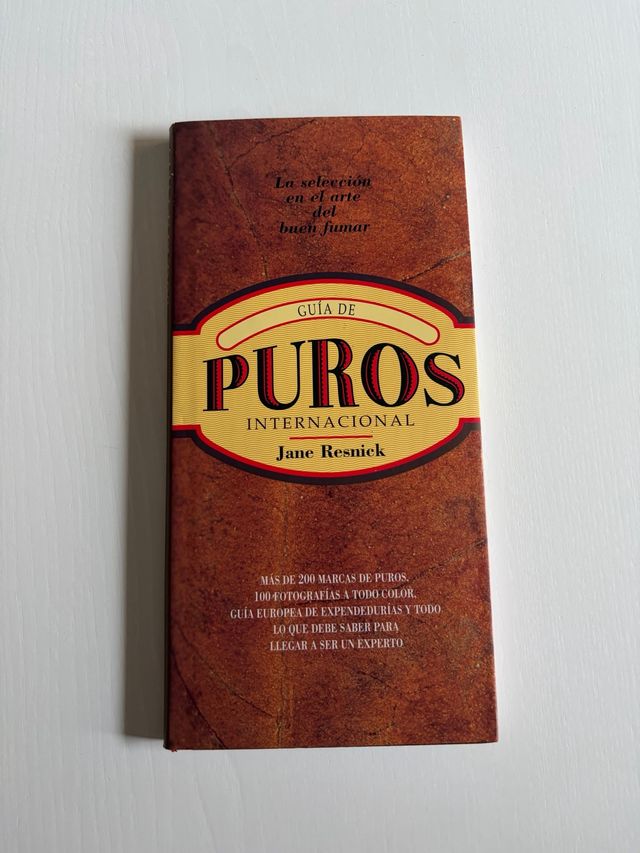 La selección
en el arte
del
buen fumar
GUÍA DE
PUROS
INTERNACIONAL
Jane Resnick
MÁS DE 200 MARCAS DE PUROS,
100 FOTOGRAFÍAS A TODO COLOR,
GUÍA EUROPEA DE EXPENDEDURÍAS Y TODO
LO QUE DEBE SABER PARA
LLEGAR A SER UN EXPERTO